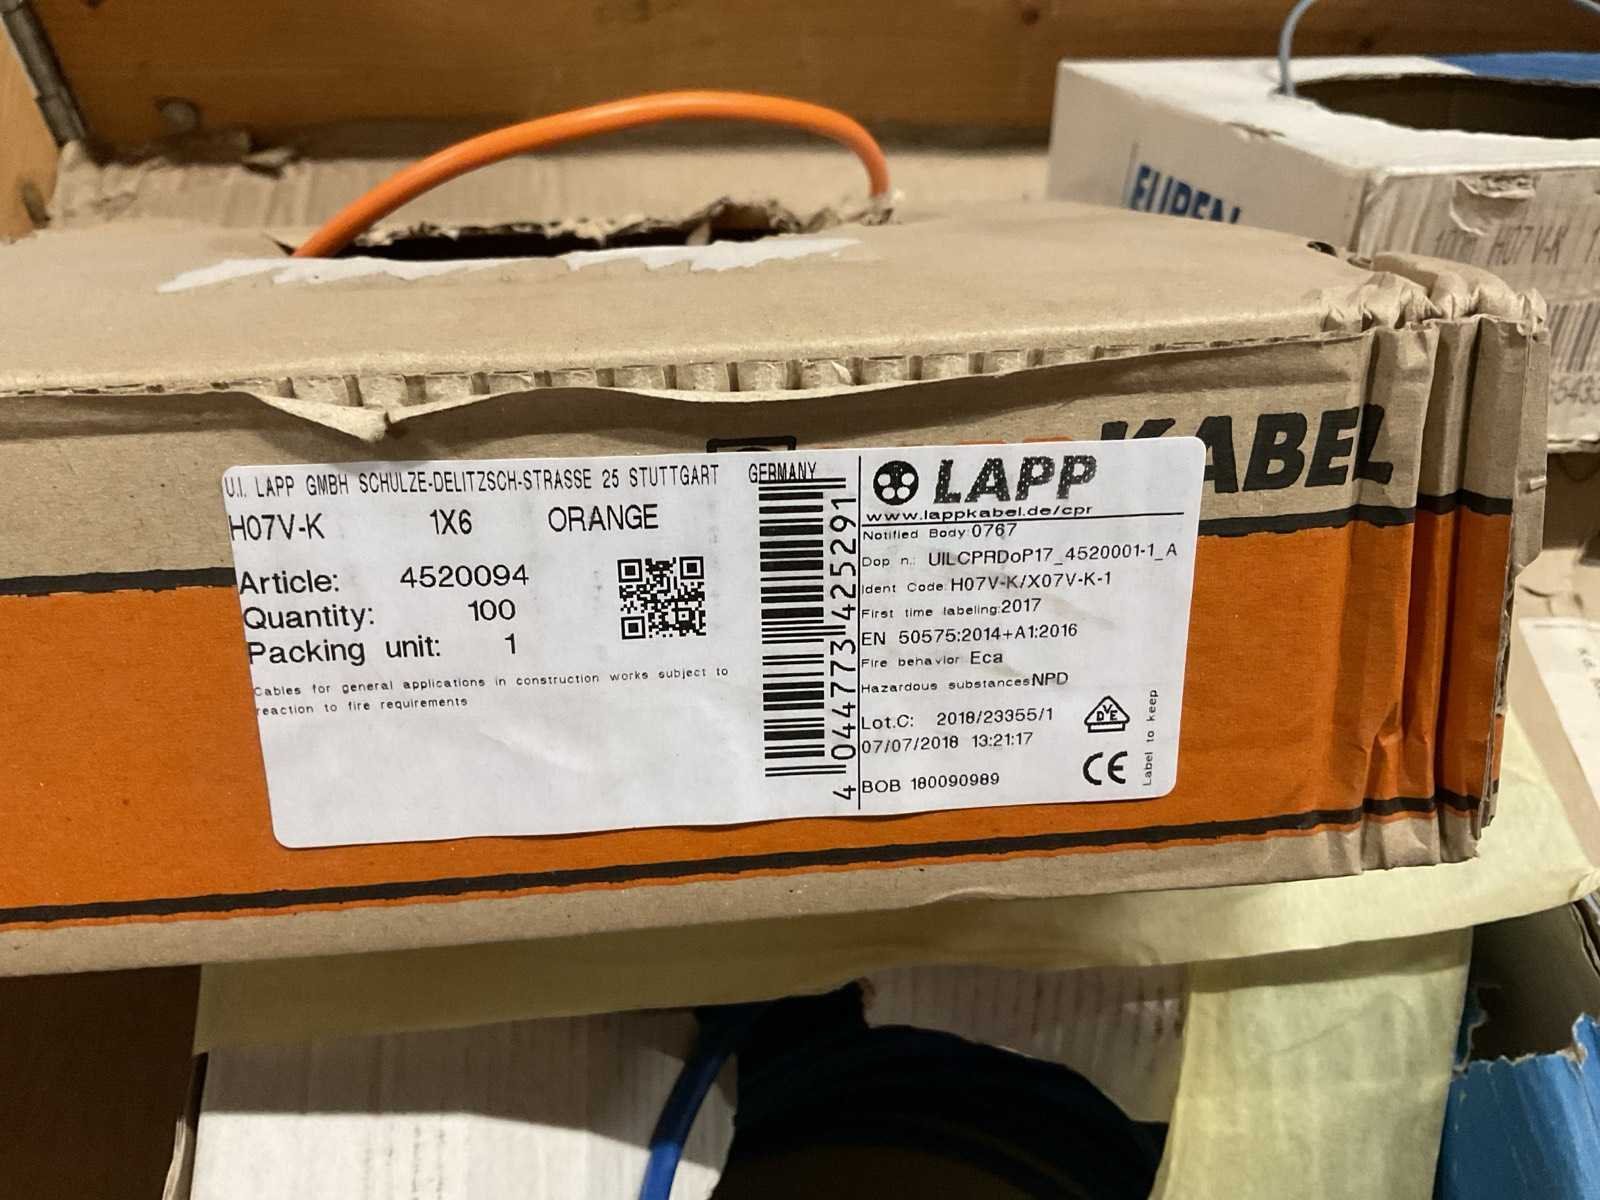 EUPEN
H07 V-K
KABEL
U.I. LAPP GMBH SCHULZE-DELITZSCH-STRASSE 25 STUTTGART GERMANY
H07V-K 1X6 ORANGE
Article: 4520094
Quantity: 100
Packing unit: 1
Cables for general applications in construction works subject to
reaction to fire requirements
4 044773 425291
LAPP
www.lappkabel.de/cpr
Notified Body:0767
Dop n.: UILCPRDoP17_4520001-1_A
Ident Code:H07V-K/X07V-K-1
First time labeling:2017
EN 50575:2014+A1:2016
Fire behavior: Eca
Hazardous substances:NPD
Lot.C: 2018/23355/1
07/07/2018 13:21:17
BOB 180090989
VDE
CE
Label to keep